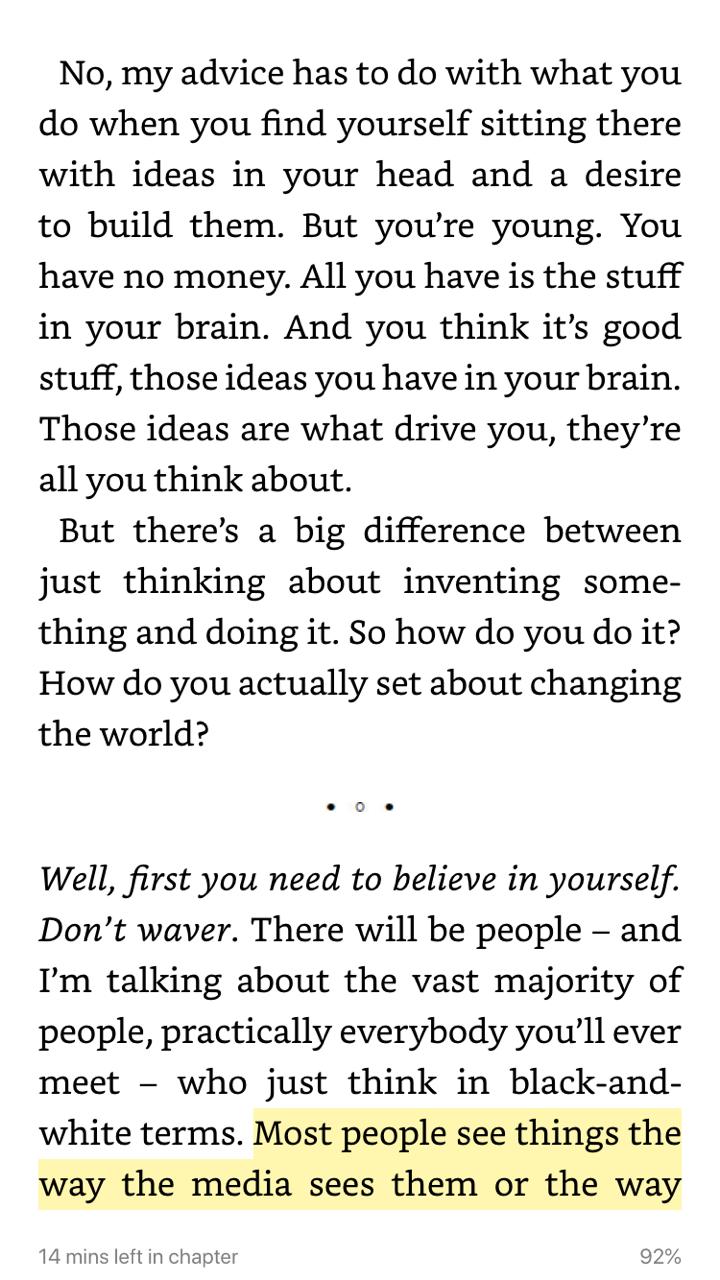 No, my advice has to do with what you
do when you find yourself sitting there
with ideas in your head and a desire
to build them. But you’re young. You
have no money. All you have is the stuff
in your brain. And you think it’s good
stuff, those ideas you have in your brain.
Those ideas are what drive you, they’re
all you think about.
But there’s a big difference between
just thinking about inventing some-
thing and doing it. So how do you do it?
How do you actually set about changing
the world?
• o •
Well, first you need to believe in yourself.
Don’t waver. There will be people – and
I’m talking about the vast majority of
people, practically everybody you’ll ever
meet – who just think in black-and-
white terms. Most people see things the
way the media sees them or the way
14 mins left in chapter 92%